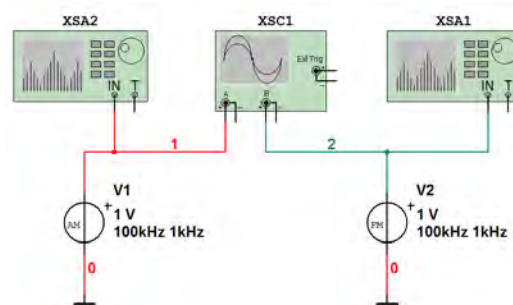 XSA2
XSC1
XSA1
IN T
Ext Trig
A
B
IN T
1
2
V1
1 V
100kHz 1kHz
AM
0
V2
1 V
100kHz 1kHz
FM
0